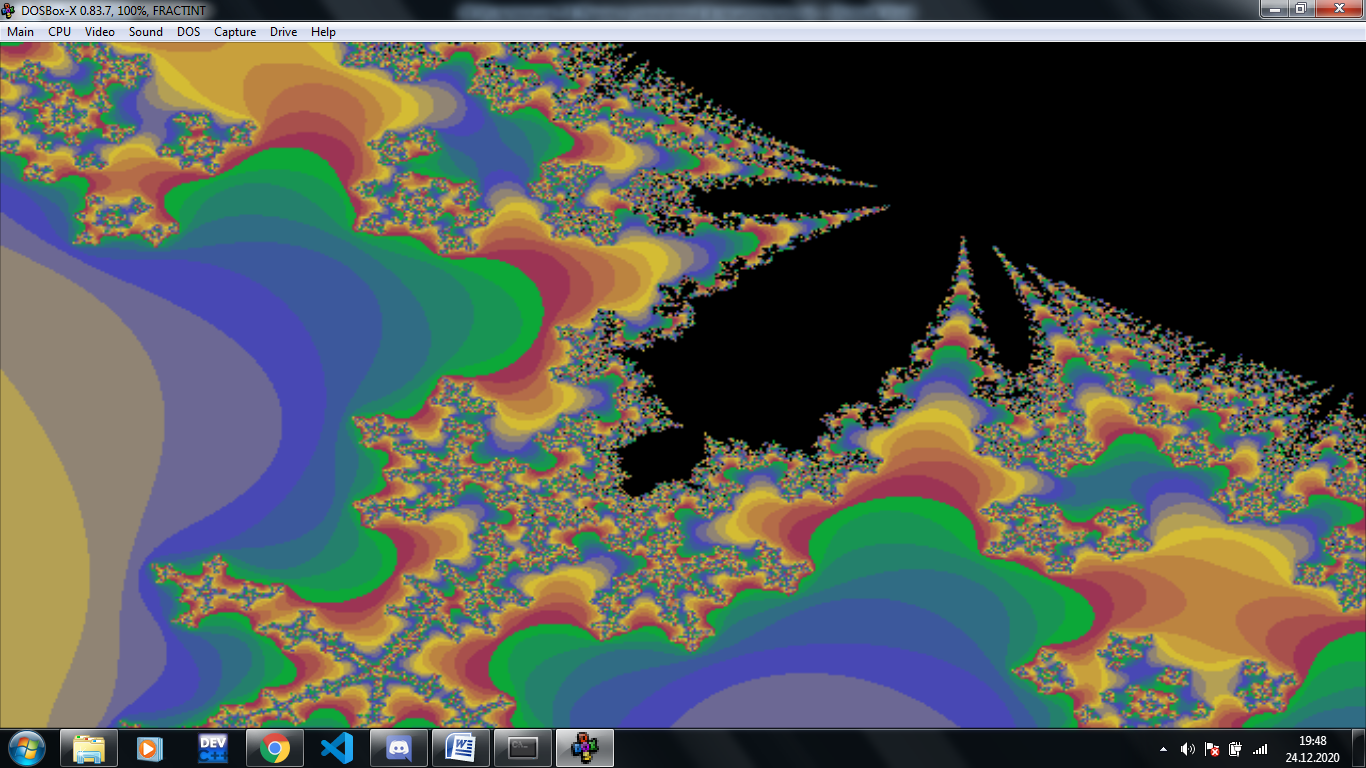 DOSBox-X 0.83.7, 100%, FRACTINT
Main CPU Video Sound DOS Capture Drive Help
DEV
C++
W
C:\
19:48
24.12.2020